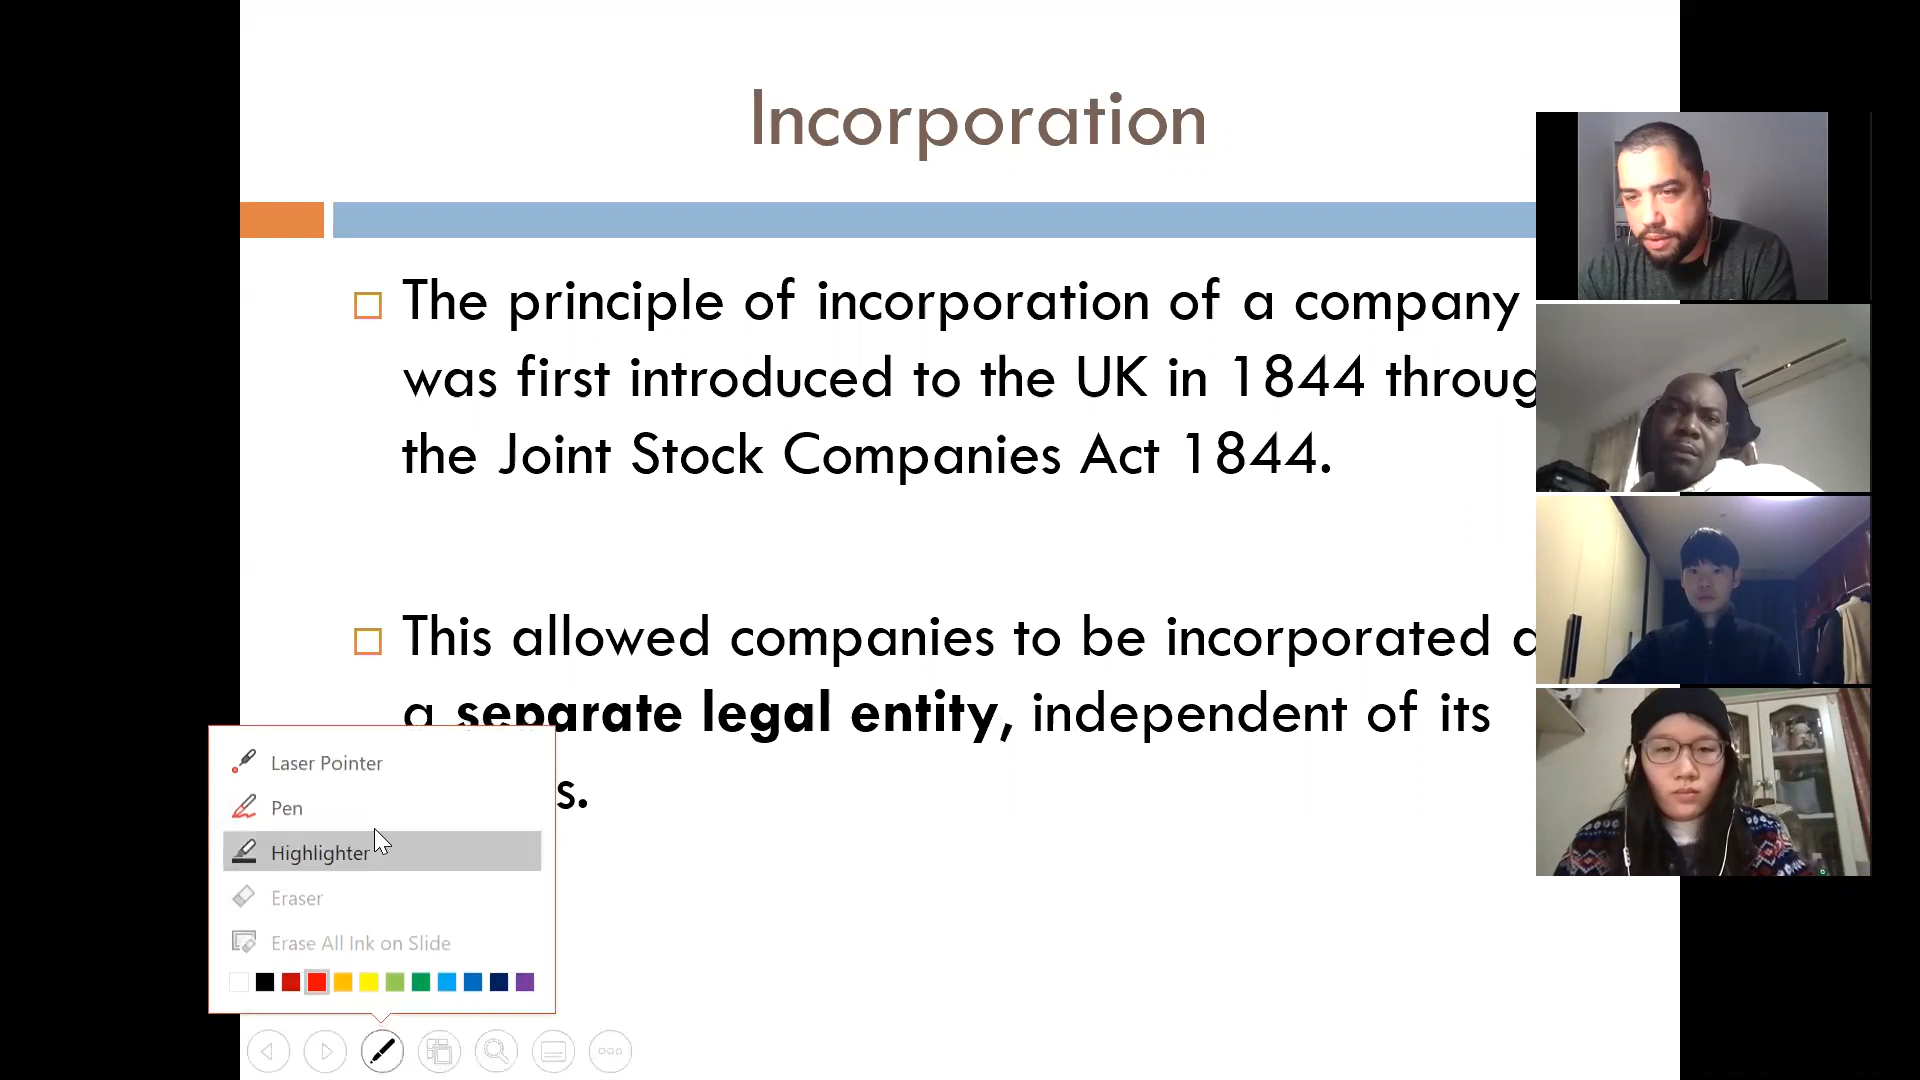 Incorporation
The principle of incorporation of a company
was first introduced to the UK in 1844 throug
the Joint Stock Companies Act 1844.
This allowed companies to be incorporated a
a separate legal entity, independent of its
s.
Laser Pointer
Pen
Highlighter
Eraser
Erase All Ink on Slide